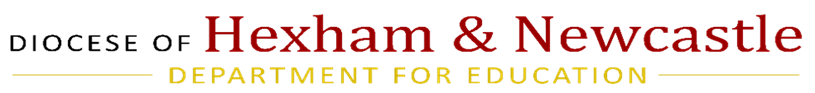 DIOCESE OF Hexham & Newcastle
DEPARTMENT FOR EDUCATION